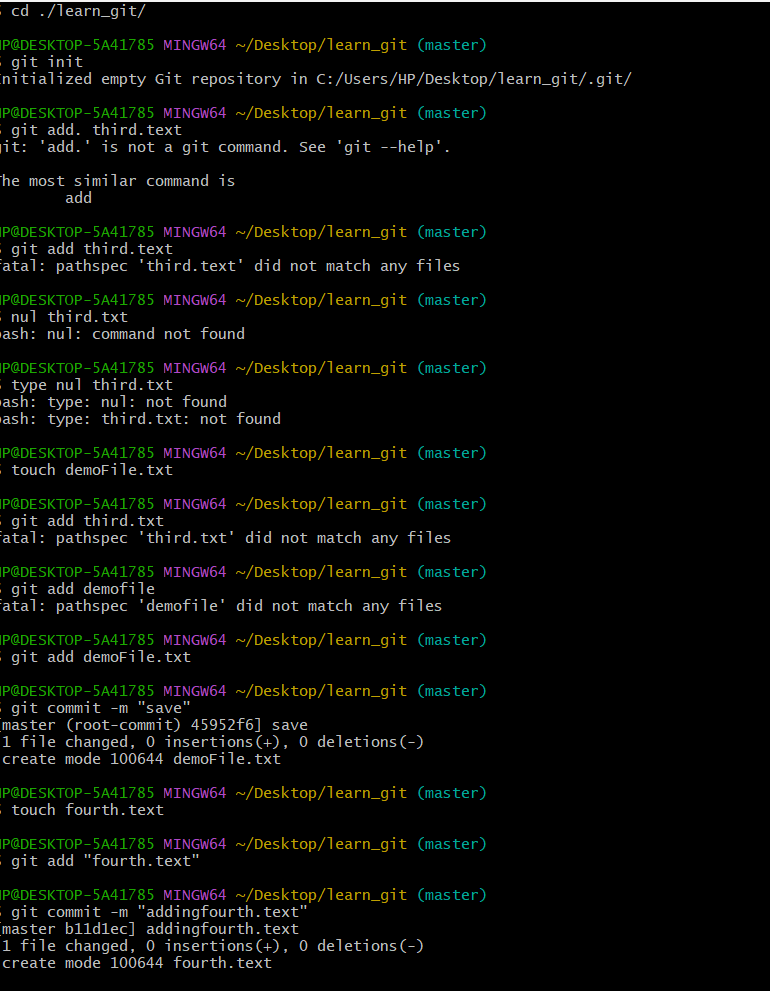 $ cd ./learn_git/
HP@DESKTOP-5A41785 MINGW64 ~/Desktop/learn_git (master)
$ git init
Initialized empty Git repository in C:/Users/HP/Desktop/learn_git/.git/
HP@DESKTOP-5A41785 MINGW64 ~/Desktop/learn_git (master)
$ git add. third.text
git: 'add.' is not a git command. See 'git --help'.
The most similar command is
add
HP@DESKTOP-5A41785 MINGW64 ~/Desktop/learn_git (master)
$ git add third.text
fatal: pathspec 'third.text' did not match any files
HP@DESKTOP-5A41785 MINGW64 ~/Desktop/learn_git (master)
$ nul third.txt
bash: nul: command not found
HP@DESKTOP-5A41785 MINGW64 ~/Desktop/learn_git (master)
$ type nul third.txt
bash: type: nul: not found
bash: type: third.txt: not found
HP@DESKTOP-5A41785 MINGW64 ~/Desktop/learn_git (master)
$ touch demoFile.txt
HP@DESKTOP-5A41785 MINGW64 ~/Desktop/learn_git (master)
$ git add third.txt
fatal: pathspec 'third.txt' did not match any files
HP@DESKTOP-5A41785 MINGW64 ~/Desktop/learn_git (master)
$ git add demofile
fatal: pathspec 'demofile' did not match any files
HP@DESKTOP-5A41785 MINGW64 ~/Desktop/learn_git (master)
$ git add demoFile.txt
HP@DESKTOP-5A41785 MINGW64 ~/Desktop/learn_git (master)
$ git commit -m "save"
[master (root-commit) 45952f6] save
1 file changed, 0 insertions(+), 0 deletions(-)
create mode 100644 demoFile.txt
HP@DESKTOP-5A41785 MINGW64 ~/Desktop/learn_git (master)
$ touch fourth.text
HP@DESKTOP-5A41785 MINGW64 ~/Desktop/learn_git (master)
$ git add "fourth.text"
HP@DESKTOP-5A41785 MINGW64 ~/Desktop/learn_git (master)
$ git commit -m "addingfourth.text"
[master b11d1ec] addingfourth.text
1 file changed, 0 insertions(+), 0 deletions(-)
create mode 100644 fourth.text